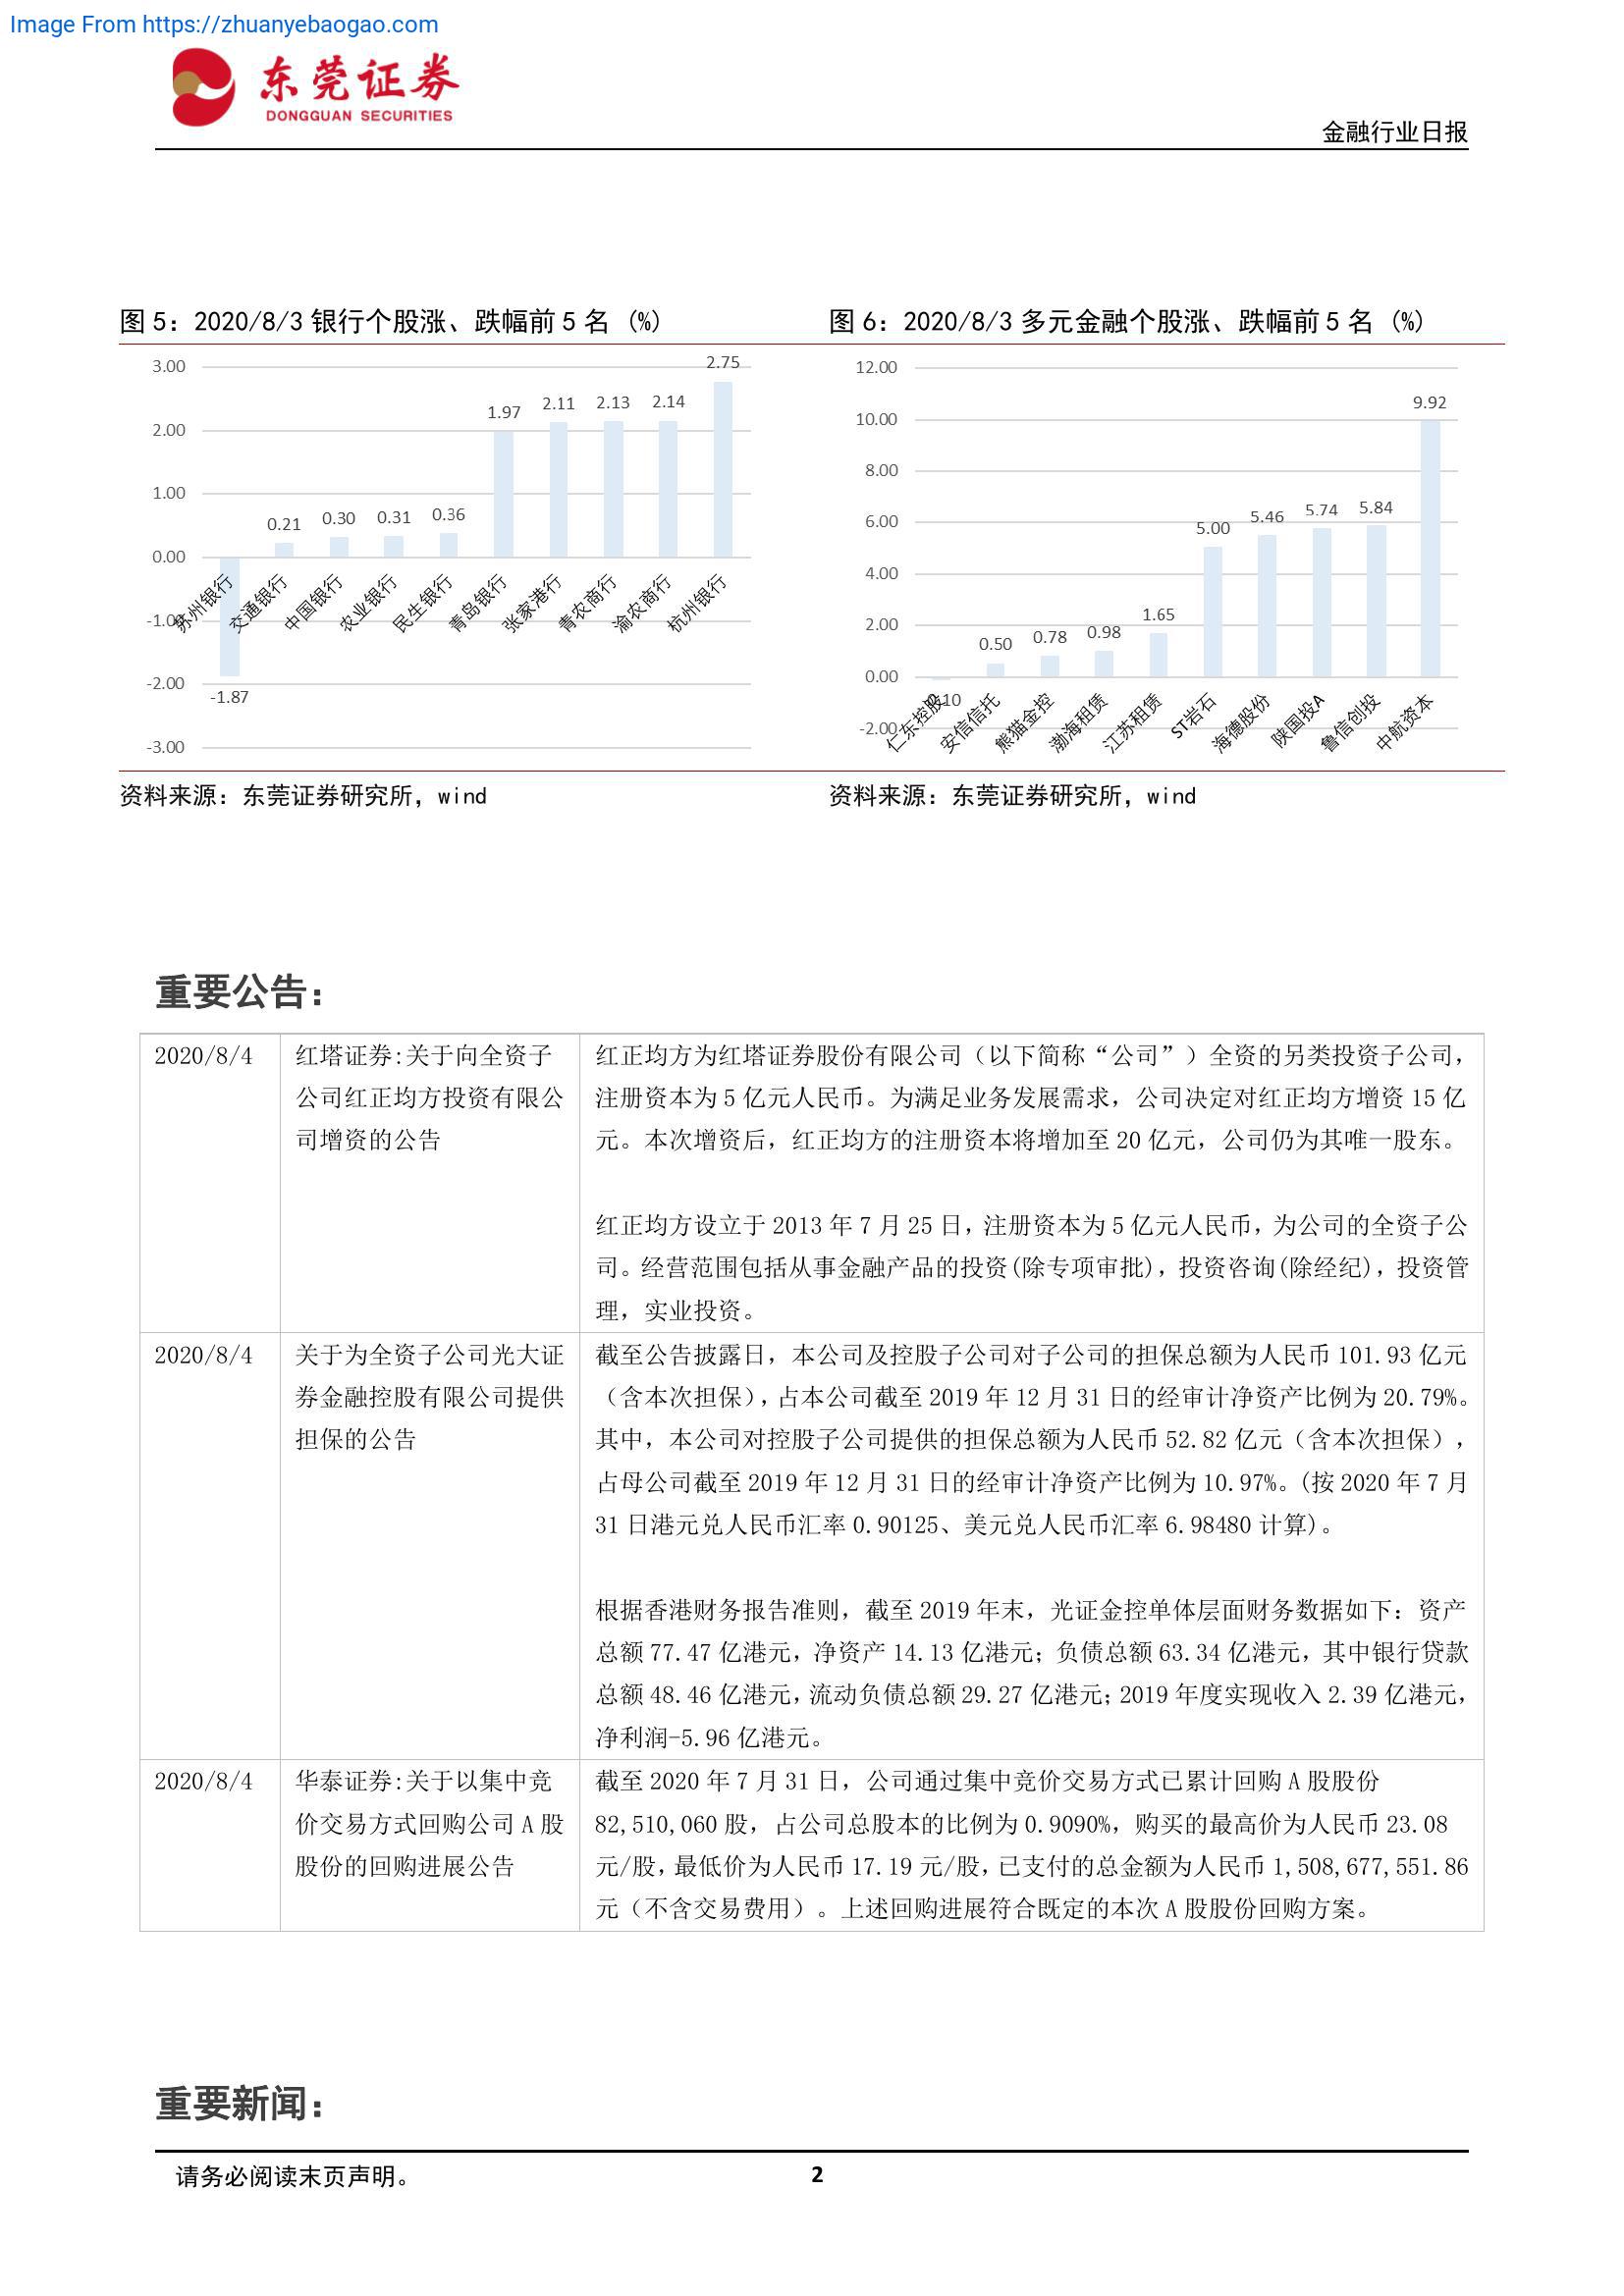 Image From https://zhuanyebaogao.com
东莞证券
DONGGUAN SECURITIES
金融行业日报
图 5：2020/8/3 银行个股涨、跌幅前 5 名 (%)
3.00
2.00
1.00
0.00
-1.00
-2.00
-3.00
-1.87
0.21
0.30
0.31
0.36
1.97
2.11
2.13
2.14
2.75
苏州银行
交通银行
中国银行
农业银行
民生银行
青岛银行
张家港行
青农商行
渝农商行
杭州银行
资料来源：东莞证券研究所，wind
图 6：2020/8/3 多元金融个股涨、跌幅前 5 名 (%)
12.00
10.00
8.00
6.00
4.00
2.00
0.00
-2.00
-0.10
0.50
0.78
0.98
1.65
5.00
5.46
5.74
5.84
9.92
仁东控股
安信信托
熊猫金控
渤海租赁
江苏租赁
ST岩石
海德股份
陕国投A
鲁信创投
中航资本
资料来源：东莞证券研究所，wind
重要公告：
2020/8/4
红塔证券:关于向全资子
公司红正均方投资有限公
司增资的公告
红正均方为红塔证券股份有限公司（以下简称“公司”）全资的另类投资子公司，
注册资本为 5 亿元人民币。为满足业务发展需求，公司决定对红正均方增资 15 亿
元。本次增资后，红正均方的注册资本将增加至 20 亿元，公司仍为其唯一股东。
红正均方设立于 2013 年 7 月 25 日，注册资本为 5 亿元人民币，为公司的全资子公
司。经营范围包括从事金融产品的投资(除专项审批)，投资咨询(除经纪)，投资管
理，实业投资。
2020/8/4
关于为全资子公司光大证
券金融控股有限公司提供
担保的公告
截至公告披露日，本公司及控股子公司对子公司的担保总额为人民币 101.93 亿元
（含本次担保），占本公司截至 2019 年 12 月 31 日的经审计净资产比例为 20.79%。
其中，本公司对控股子公司提供的担保总额为人民币 52.82 亿元（含本次担保），
占母公司截至 2019 年 12 月 31 日的经审计净资产比例为 10.97%。(按 2020 年 7 月
31 日港元兑人民币汇率 0.90125、美元兑人民币汇率 6.98480 计算)。
根据香港财务报告准则，截至 2019 年末，光证金控单体层面财务数据如下：资产
总额 77.47 亿港元，净资产 14.13 亿港元；负债总额 63.34 亿港元，其中银行贷款
总额 48.46 亿港元，流动负债总额 29.27 亿港元；2019 年度实现收入 2.39 亿港元，
净利润-5.96 亿港元。
2020/8/4
华泰证券:关于以集中竞
价交易方式回购公司 A 股
股份的回购进展公告
截至 2020 年 7 月 31 日，公司通过集中竞价交易方式已累计回购 A 股股份
82,510,060 股，占公司总股本的比例为 0.9090%，购买的最高价为人民币 23.08
元/股，最低价为人民币 17.19 元/股，已支付的总金额为人民币 1,508,677,551.86
元（不含交易费用）。上述回购进展符合既定的本次 A 股股份回购方案。
重要新闻：
请务必阅读末页声明。
2